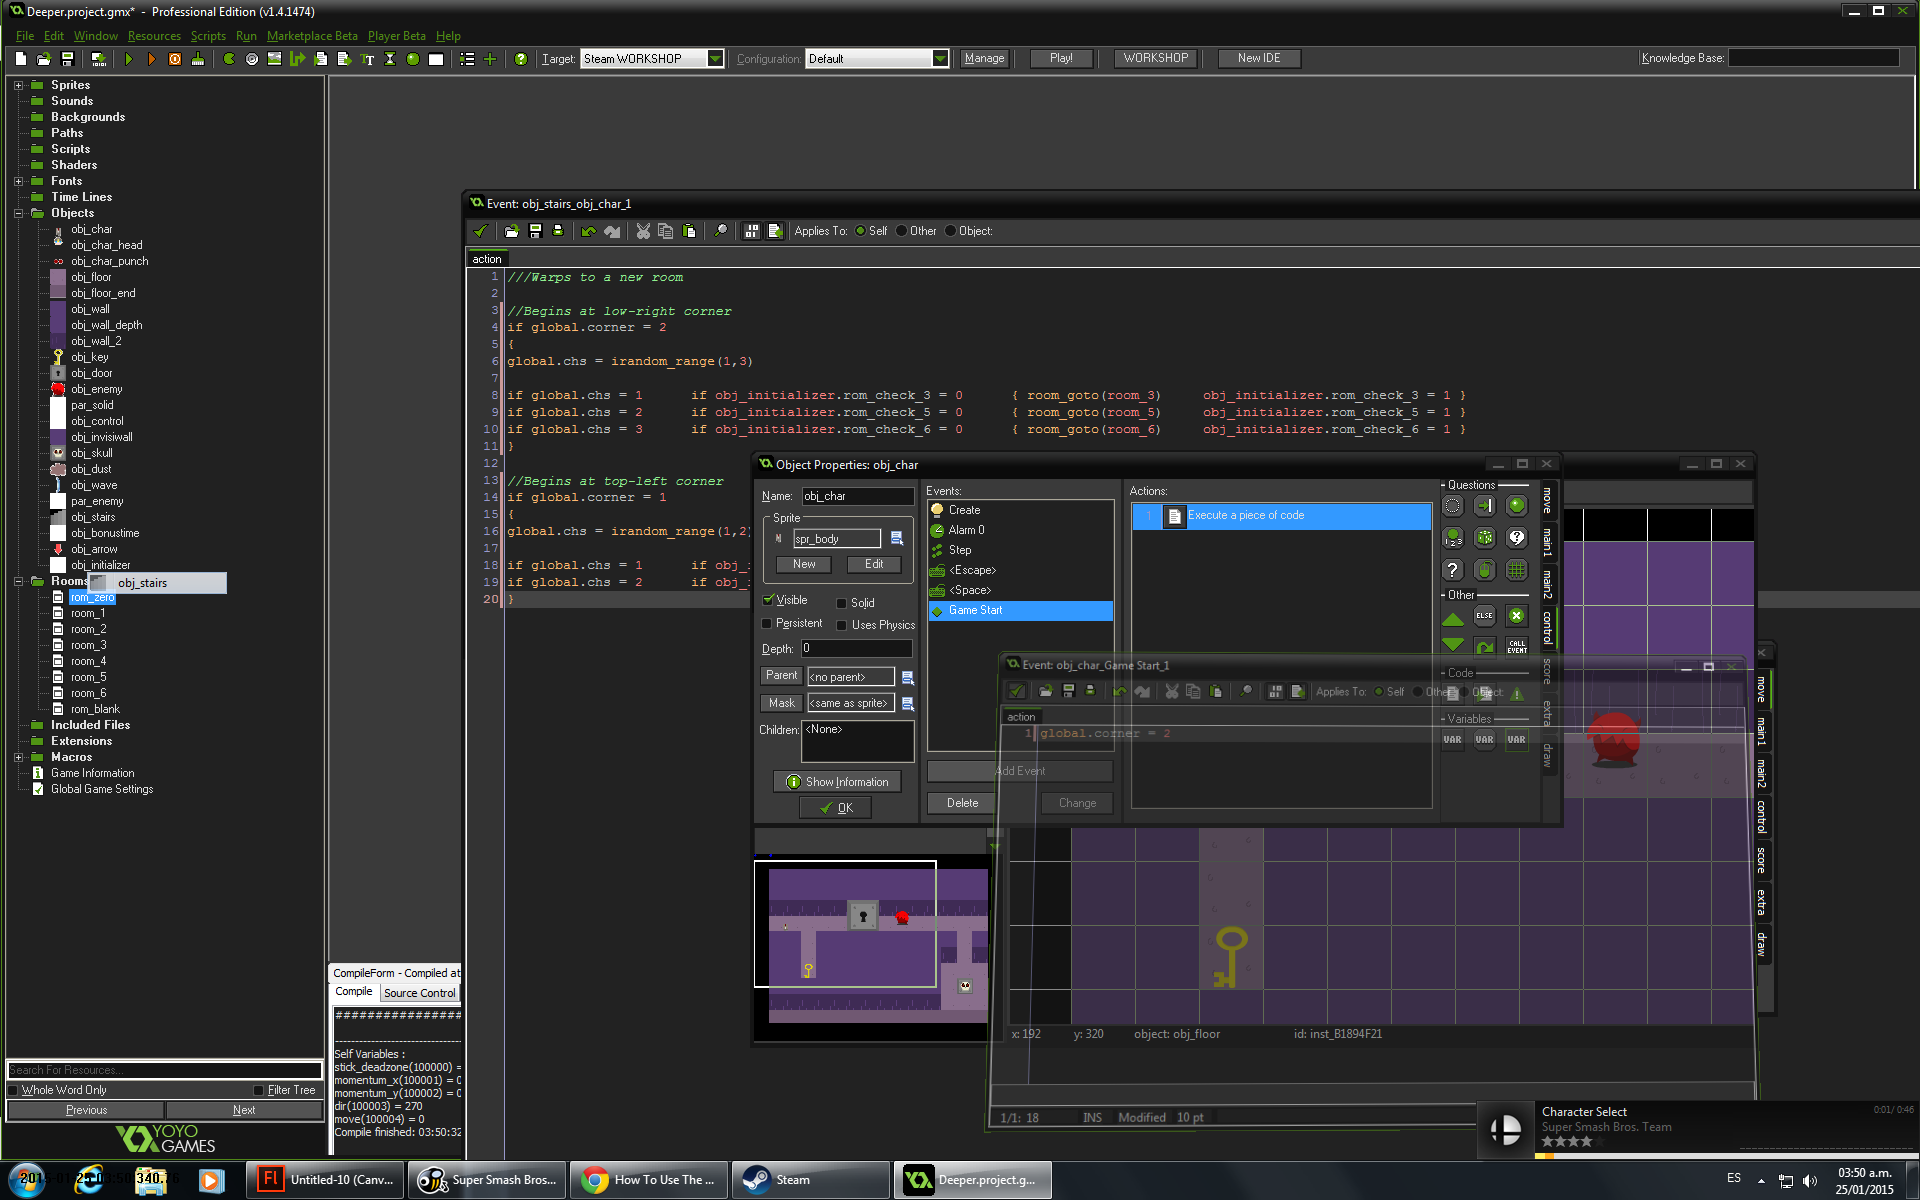 Deeper.project.gmx* - Professional Edition (v1.4.1474)
File Edit Window Resources Scripts Run Marketplace Beta Player Beta Help
Target: Steam WORKSHOP Configuration: Default Manage Play! WORKSHOP New IDE Knowledge Base:
Sprites
Sounds
Backgrounds
Paths
Scripts
Shaders
Fonts
Time Lines
Objects
obj_char
obj_char_head
obj_char_punch
obj_floor
obj_floor_end
obj_wall
obj_wall_depth
obj_wall_2
obj_key
obj_door
obj_enemy
par_solid
obj_control
obj_invisiwall
obj_skull
obj_dust
obj_wave
par_enemy
obj_stairs
obj_bonustime
obj_arrow
obj_initializer
Rooms
obj_stairs
rom_zero
room_1
room_2
room_3
room_4
room_5
room_6
rom_blank
Included Files
Extensions
Macros
Game Information
Global Game Settings
Search For Resources...
Whole Word Only Filter Tree
Previous Next
YOYO
GAMES
Event: obj_stairs_obj_char_1
Applies To: Self Other Object:
action
1 ///Warps to a new room
2
3 //Begins at low-right corner
4 if global.corner = 2
5 {
6 global.chs = irandom_range(1,3)
7
8 if global.chs = 1 if obj_initializer.rom_check_3 = 0 { room_goto(room_3) obj_initializer.rom_check_3 = 1 }
9 if global.chs = 2 if obj_initializer.rom_check_5 = 0 { room_goto(room_5) obj_initializer.rom_check_5 = 1 }
10 if global.chs = 3 if obj_initializer.rom_check_6 = 0 { room_goto(room_6) obj_initializer.rom_check_6 = 1 }
11 }
12
13 //Begins at top-left corner
14 if global.corner = 1
15 {
16 global.chs = irandom_range(1,2)
17
18 if global.chs = 1 if obj_
19 if global.chs = 2 if obj_
20 }
Object Properties: obj_char
Name: obj_char
Sprite
spr_body
New Edit
Visible Solid
Persistent Uses Physics
Depth: 0
Parent <no parent>
Mask <same as sprite>
Children: <None>
Show Information
OK
Events:
Create
Alarm 0
Step
<Escape>
<Space>
Game Start
Add Event
Delete Change
Actions:
1 Execute a piece of code
Questions
Other
ELSE
CALL EVENT
Code
Variables
VAR VAR VAR
move
main1
main2
control
score
extra
draw
Event: obj_char_Game Start_1
Applies To: Self Other Object:
action
1 global.corner = 2
1/1: 18 INS Modified 10 pt
move
main1
main2
control
score
extra
draw
x: 192 y: 320 object: obj_floor id: inst_B1894F21
CompileForm - Compiled at
Compile Source Control
################
Self Variables :
stick_deadzone(100000) =
momentum_x(100001) = 0
momentum_y(100002) = 0
dir(100003) = 270
move(100004) = 0
Compile finished: 03:50:32
Character Select
Super Smash Bros. Team
0:01/ 0:46
Untitled-10 (Canv...
Super Smash Bros...
How To Use The ...
Steam
Deeper.project.g...
ES
03:50 a.m.
25/01/2015